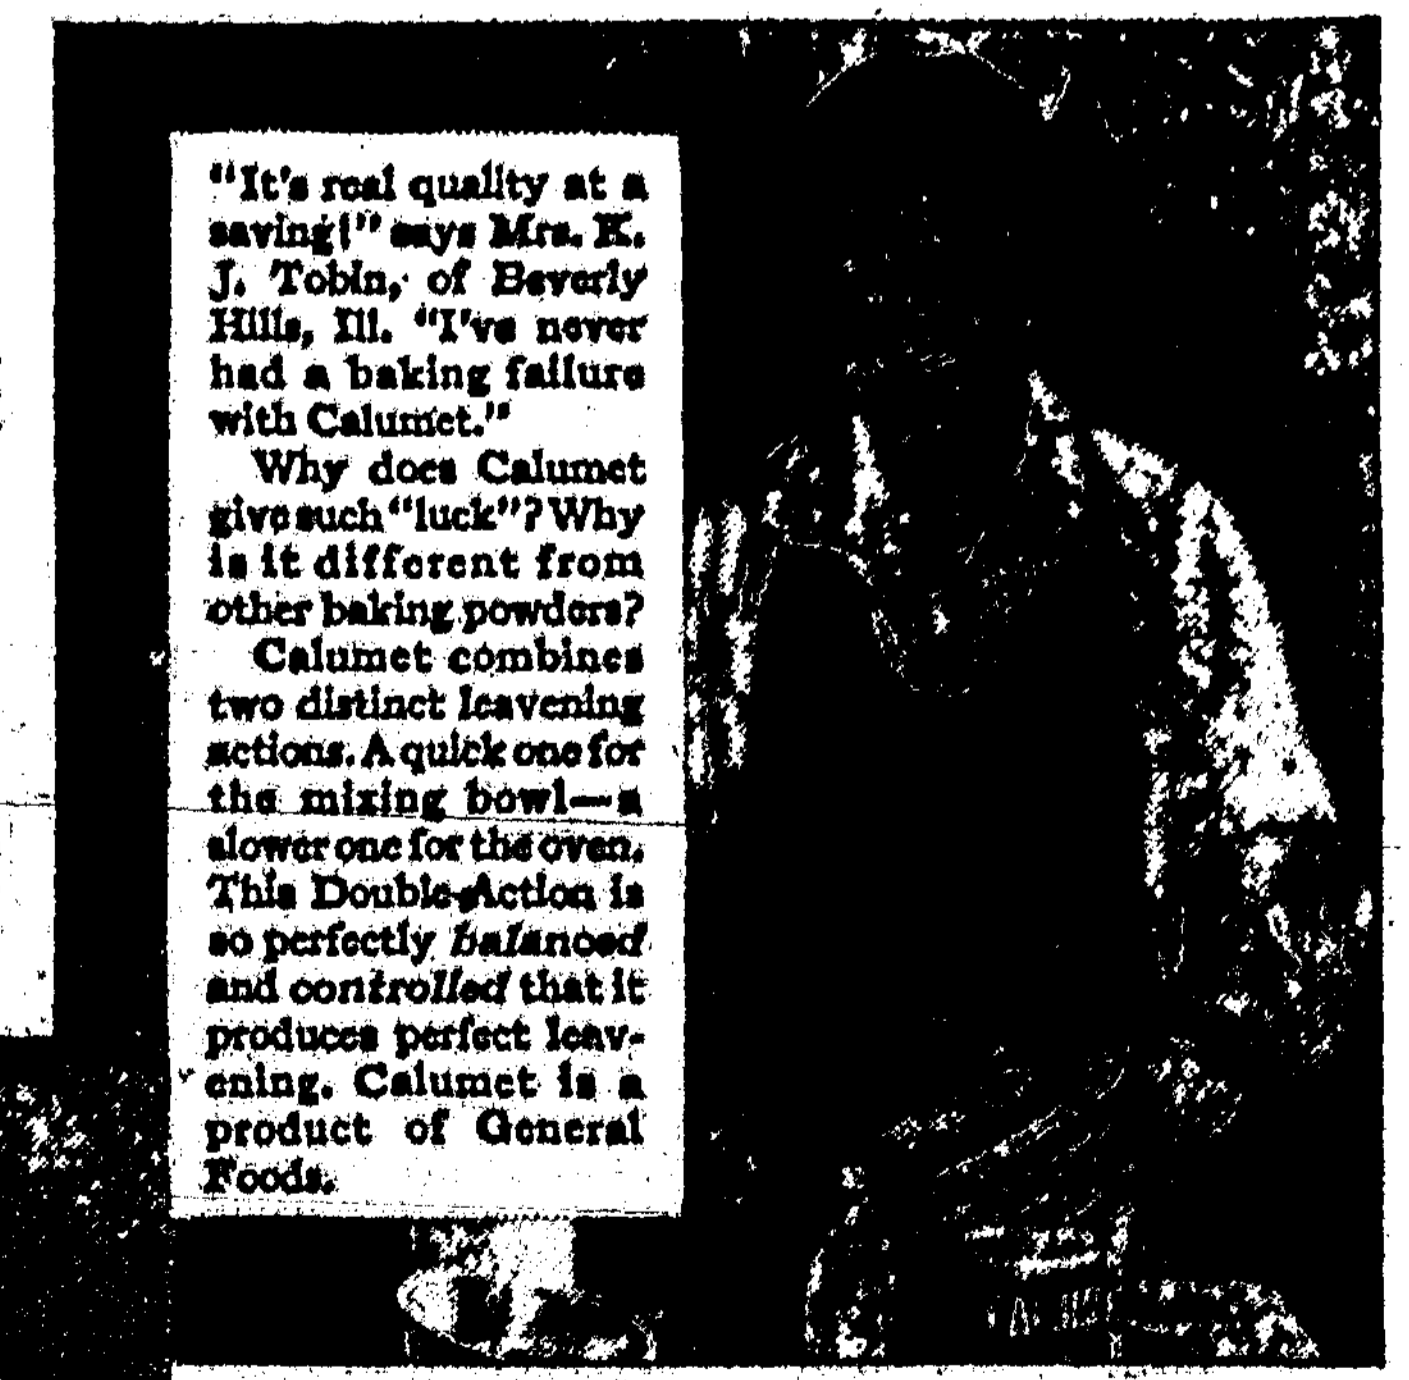 "It's real quality at a
saving!" says Mrs. K.
J. Tobin, of Beverly
Hills, Ill. "I've never
had a baking failure
with Calumet."
Why does Calumet
give such "luck"? Why
is it different from
other baking powders?
Calumet combines
two distinct leavening
actions. A quick one for
the mixing bowl—a
slower one for the oven.
This Double-Action is
so perfectly balanced
and controlled that it
produces perfect leav-
ening. Calumet is a
product of General
Foods.